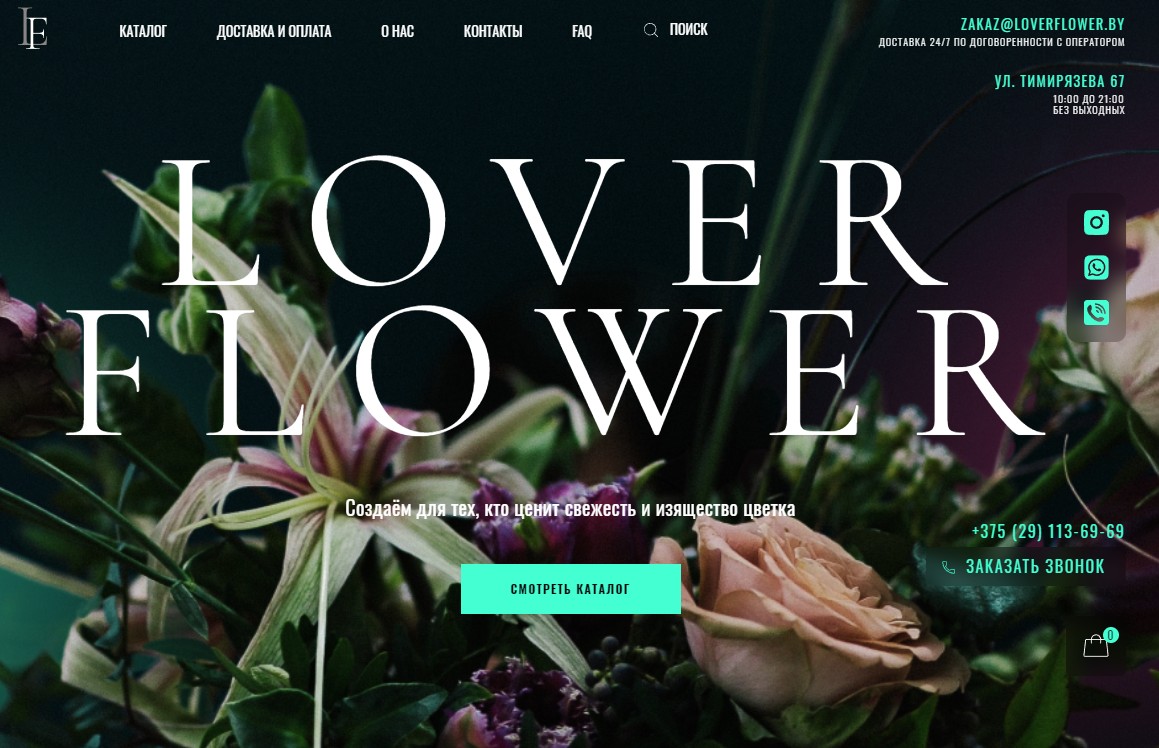 LF
КАТАЛОГ ДОСТАВКА И ОПЛАТА О НАС КОНТАКТЫ FAQ ПОИСК
ZAKAZ@LOVERFLOWER.BY
ДОСТАВКА 24/7 ПО ДОГОВОРЕННОСТИ С ОПЕРАТОРОМ
УЛ. ТИМИРЯЗЕВА 67
10:00 ДО 21:00
БЕЗ ВЫХОДНЫХ
LOVER
FLOWER
Создаём для тех, кто ценит свежесть и изящество цветка
СМОТРЕТЬ КАТАЛОГ
+375 (29) 113-69-69
ЗАКАЗАТЬ ЗВОНОК
0